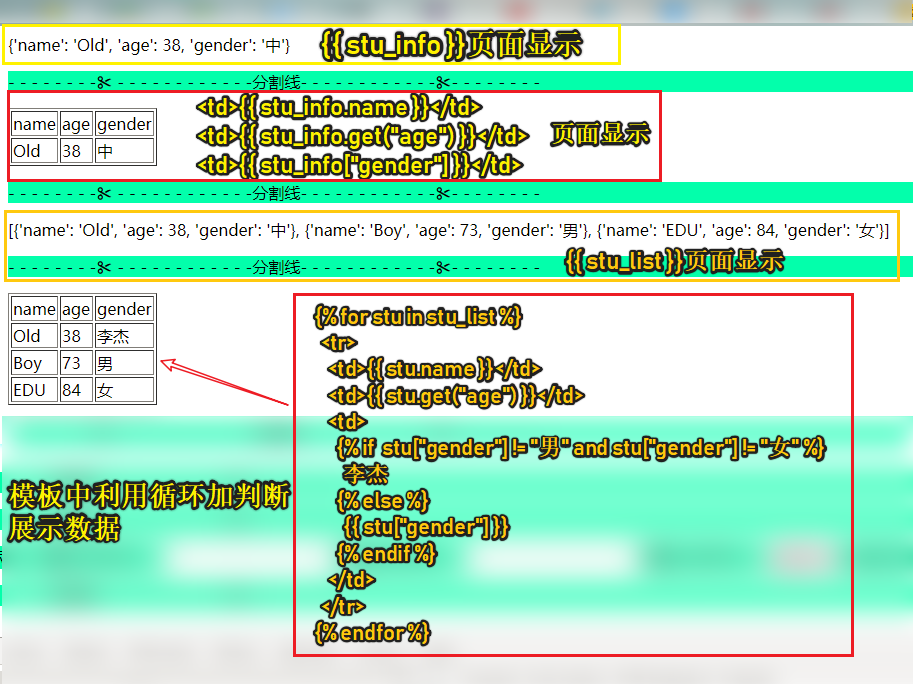 {'name': 'Old', 'age': 38, 'gender': '中'}
{{ stu_info }}页面显示
- - - - - - - -✂- - - - - - - - - - - -分割线- - - - - - - - - - - -✂- - - - - - - -
name age gender
Old 38 中
<td>{{ stu_info.name }}</td>
<td>{{ stu_info.get("age") }}</td>
<td>{{ stu_info["gender"] }}</td>
页面显示
- - - - - - - -✂- - - - - - - - - - - -分割线- - - - - - - - - - - -✂- - - - - - - -
[{'name': 'Old', 'age': 38, 'gender': '中'}, {'name': 'Boy', 'age': 73, 'gender': '男'}, {'name': 'EDU', 'age': 84, 'gender': '女'}]
- - - - - - - -✂- - - - - - - - - - - -分割线- - - - - - - - - - - -✂- - - - - - - -
{{ stu_list }}页面显示
name age gender
Old 38 李杰
Boy 73 男
EDU 84 女
{% for stu in stu_list %}
<tr>
<td>{{ stu.name }}</td>
<td>{{ stu.get("age") }}</td>
<td>
{% if stu["gender"] != "男" and stu["gender"] != "女" %}
李杰
{% else %}
{{ stu["gender"] }}
{% endif %}
</td>
</tr>
{% endfor %}
模板中利用循环加判断
展示数据